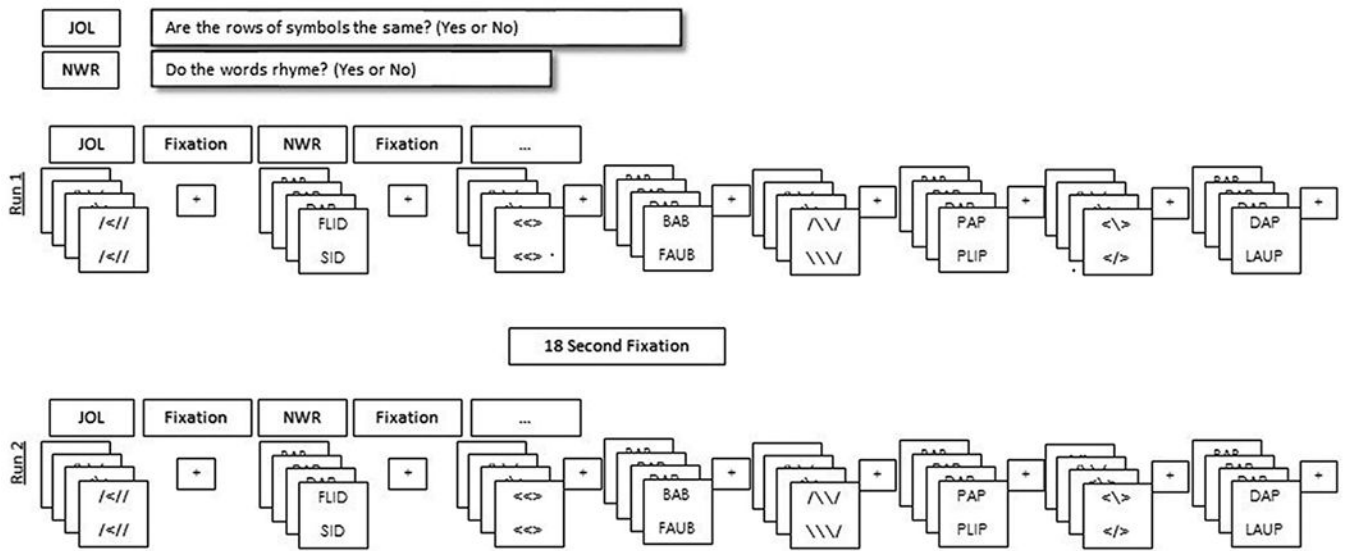 JOL Are the rows of symbols the same? (Yes or No)
NWR Do the words rhyme? (Yes or No)
Run 1
JOL Fixation NWR Fixation ...
+ + + + + + + +
/<// FLID <<> BAB /\\/ PAP <\> DAP
/<// SID <<> FAUB \\\/ PLIP </> LAUP
18 Second Fixation
Run 2
JOL Fixation NWR Fixation ...
+ + + + + + + +
/<// FLID <<> BAB /\\/ PAP <\> DAP
/<// SID <<> FAUB \\\/ PLIP </> LAUP